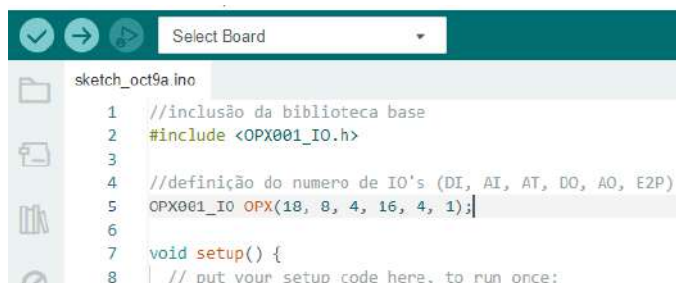 Select Board
sketch_oct9a.ino
1 //inclusão da biblioteca base
2 #include <OPX001_IO.h>
3
4 //definição do numero de IO's (DI, AI, AT, DO, AO, E2P)
5 OPX001_IO OPX(18, 8, 4, 16, 4, 1);
6
7 void setup() {
8 // put your setup code here, to run once: